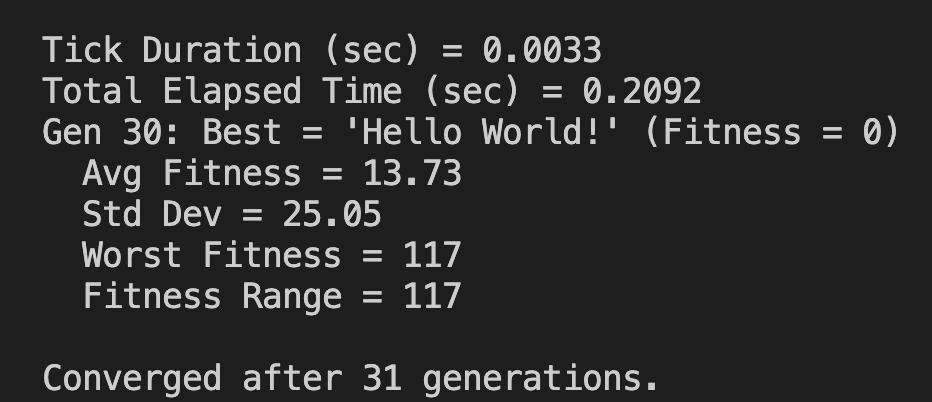 Tick Duration (sec) = 0.0033
Total Elapsed Time (sec) = 0.2092
Gen 30: Best = 'Hello World!' (Fitness = 0)
  Avg Fitness = 13.73
  Std Dev = 25.05
  Worst Fitness = 117
  Fitness Range = 117

Converged after 31 generations.